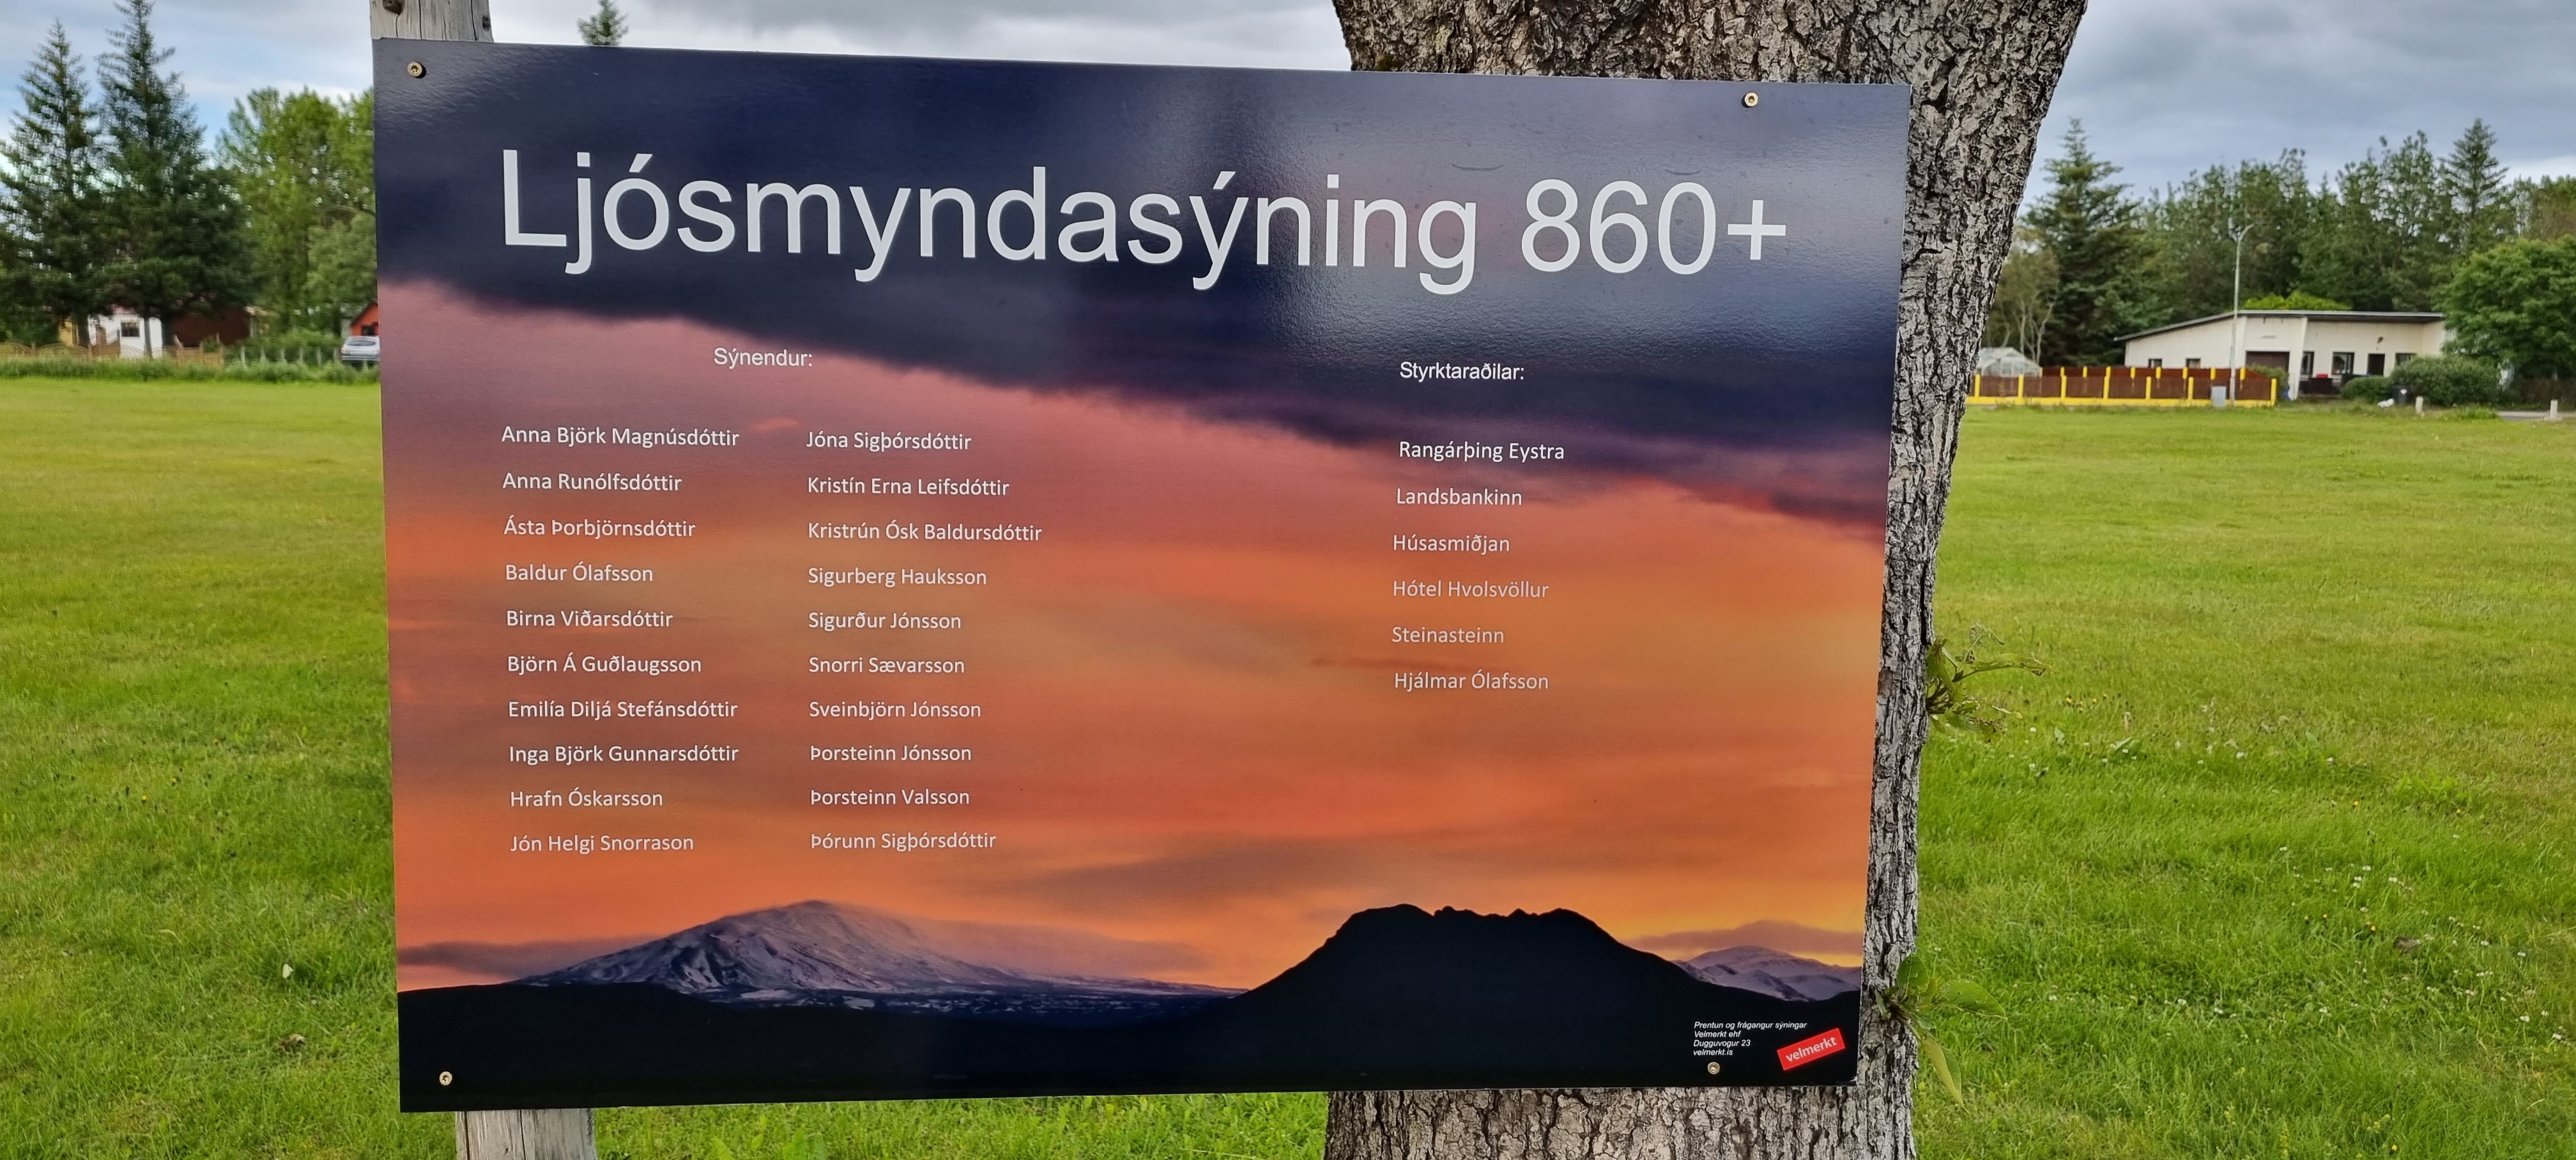 Ljósmyndasýning 860+
Sýnendur:
Anna Björk Magnúsdóttir
Anna Runólfsdóttir
Ásta Þorbjörnsdóttir
Baldur Ólafsson
Birna Viðarsdóttir
Björn Á Guðlaugsson
Emilía Diljá Stefánsdóttir
Inga Björk Gunnarsdóttir
Hrafn Óskarsson
Jón Helgi Snorrason
Jóna Sigþórsdóttir
Kristín Erna Leifsdóttir
Kristrún Ósk Baldursdóttir
Sigurberg Hauksson
Sigurður Jónsson
Snorri Sævarsson
Sveinbjörn Jónsson
Þorsteinn Jónsson
Þorsteinn Valsson
Þórunn Sigþórsdóttir
Styrktaraðilar:
Rangárþing Eystra
Landsbankinn
Húsasmiðjan
Hótel Hvolsvöllur
Steinasteinn
Hjálmar Ólafsson
Prentun og frágangur sýningar
Velmerkt ehf
Dugguvogur 23
velmerkt.is
velmerkt